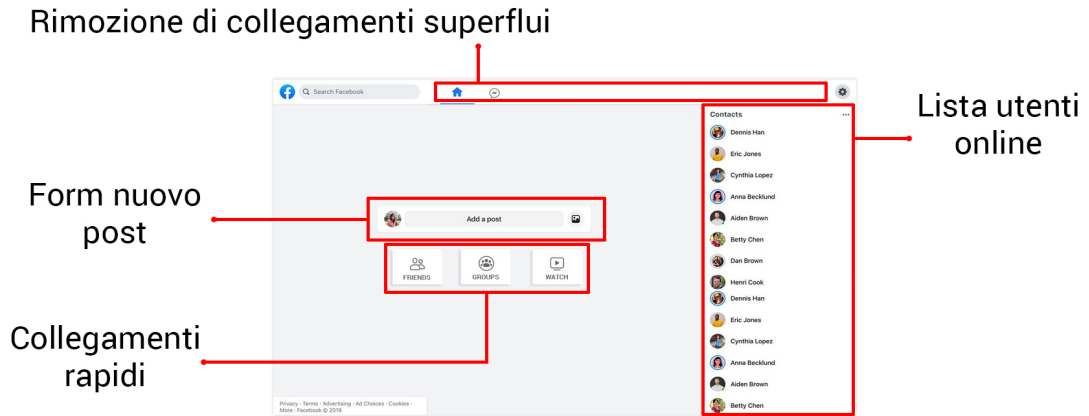 Rimozione di collegamenti superflui
Search Facebook
Lista utenti
online
Contacts
Dennis Han
Eric Jones
Cynthia Lopez
Anna Becklund
Aiden Brown
Betty Chen
Dan Brown
Henri Cook
Dennis Han
Eric Jones
Cynthia Lopez
Anna Becklund
Aiden Brown
Betty Chen
Form nuovo
post
Add a post
FRIENDS
GROUPS
WATCH
Collegamenti
rapidi
Privacy · Terms · Advertising · Ad Choices · Cookies ·
More · Facebook © 2019